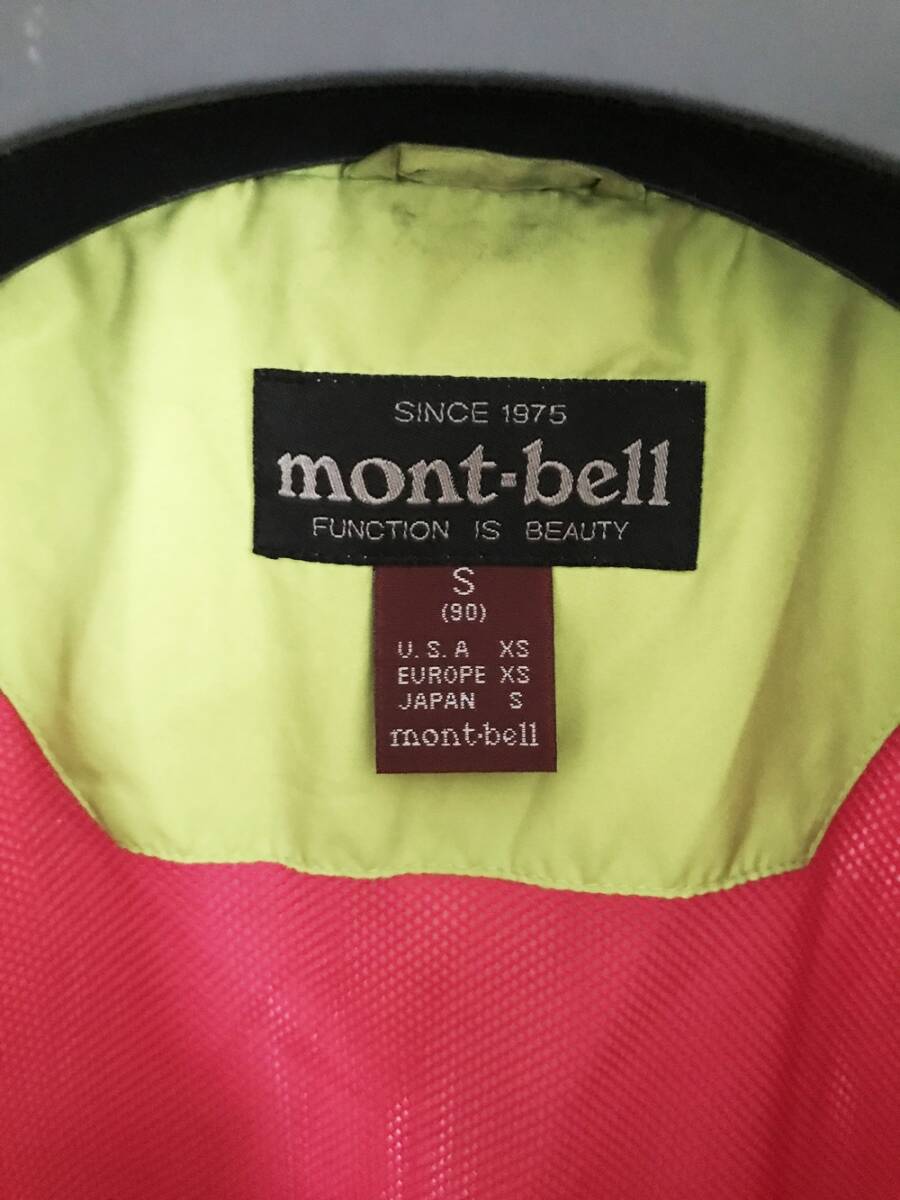 SINCE 1975
mont-bell
FUNCTION IS BEAUTY
S
(90)
U.S.A XS
EUROPE XS
JAPAN S
mont-bell